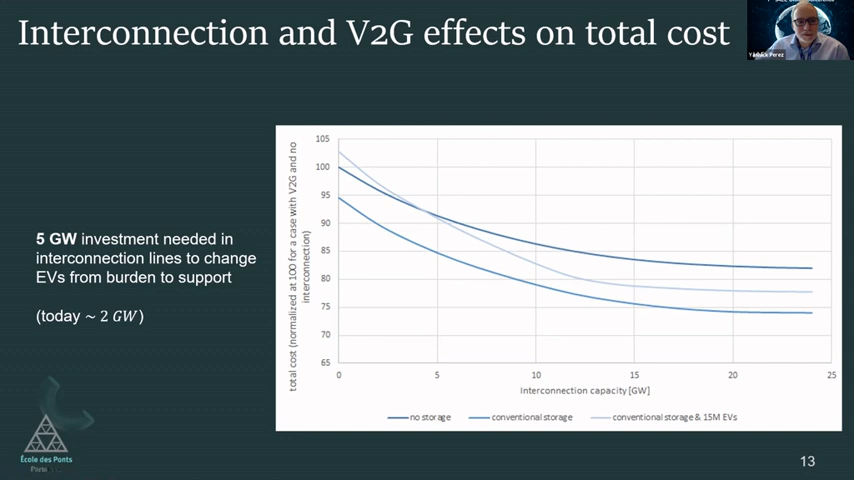 Interconnection and V2G effects on total cost
Yannick Perez
5 GW investment needed in
interconnection lines to change
EVs from burden to support
(today ~ 2 GW)
total cost (normalized at 100 for a case with V2G and no
interconnection)
105
100
95
90
85
80
75
70
65
0
5
10
15
20
25
Interconnection capacity [GW]
no storage
conventional storage
conventional storage & 15M EVs
École des Ponts
13